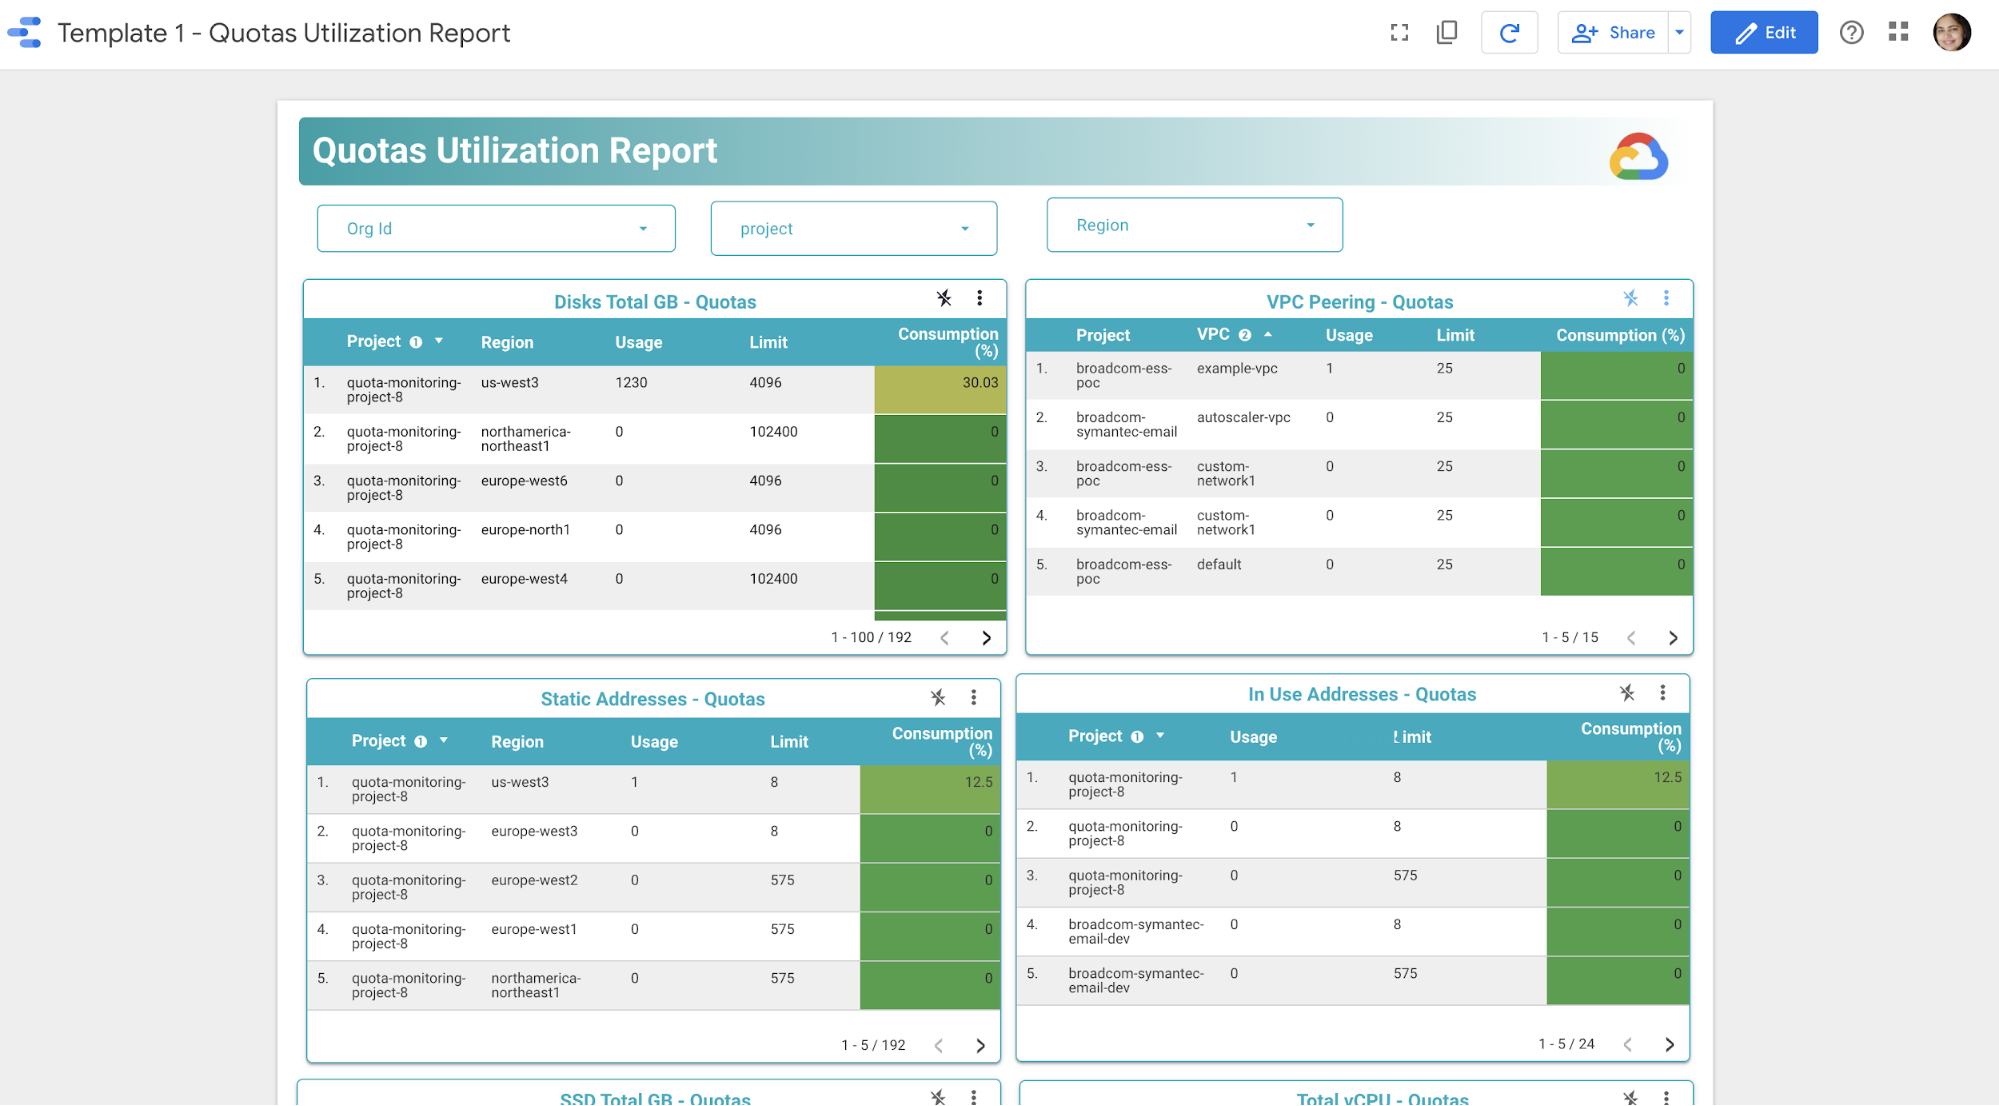 Template 1 - Quotas Utilization Report
Share
Edit
Quotas Utilization Report
Org Id
project
Region
Disks Total GB - Quotas
Project 1 Region Usage Limit Consumption (%)
1. quota-monitoring-project-8 us-west3 1230 4096 30.03
2. quota-monitoring-project-8 northamerica-northeast1 0 102400 0
3. quota-monitoring-project-8 europe-west6 0 4096 0
4. quota-monitoring-project-8 europe-north1 0 4096 0
5. quota-monitoring-project-8 europe-west4 0 102400 0
1 - 100 / 192
VPC Peering - Quotas
Project VPC 2 Usage Limit Consumption (%)
1. broadcom-ess-poc example-vpc 1 25 0
2. broadcom-symantec-email autoscaler-vpc 0 25 0
3. broadcom-ess-poc custom-network1 0 25 0
4. broadcom-symantec-email custom-network1 0 25 0
5. broadcom-ess-poc default 0 25 0
1 - 5 / 15
Static Addresses - Quotas
Project 1 Region Usage Limit Consumption (%)
1. quota-monitoring-project-8 us-west3 1 8 12.5
2. quota-monitoring-project-8 europe-west3 0 8 0
3. quota-monitoring-project-8 europe-west2 0 575 0
4. quota-monitoring-project-8 europe-west1 0 575 0
5. quota-monitoring-project-8 northamerica-northeast1 0 575 0
1 - 5 / 192
In Use Addresses - Quotas
Project 1 Usage Limit Consumption (%)
1. quota-monitoring-project-8 1 8 12.5
2. quota-monitoring-project-8 0 8 0
3. quota-monitoring-project-8 0 575 0
4. broadcom-symantec-email-dev 0 8 0
5. broadcom-symantec-email-dev 0 575 0
1 - 5 / 24
SSD Total GB - Quotas
Total vCPU - Quotas